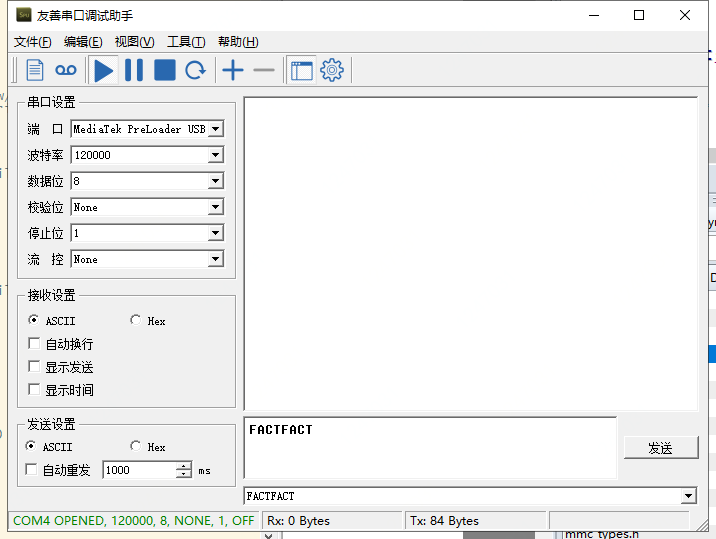 友善串口调试助手
文件(F) 编辑(E) 视图(V) 工具(T) 帮助(H)
串口设置
端 口 MediaTek PreLoader USB
波特率 120000
数据位 8
校验位 None
停止位 1
流 控 None
接收设置
ASCII Hex
自动换行
显示发送
显示时间
发送设置
ASCII Hex
自动重发 1000 ms
FACTFACT
发送
FACTFACT
COM4 OPENED, 120000, 8, NONE, 1, OFF Rx: 0 Bytes Tx: 84 Bytes
mmc_types.h